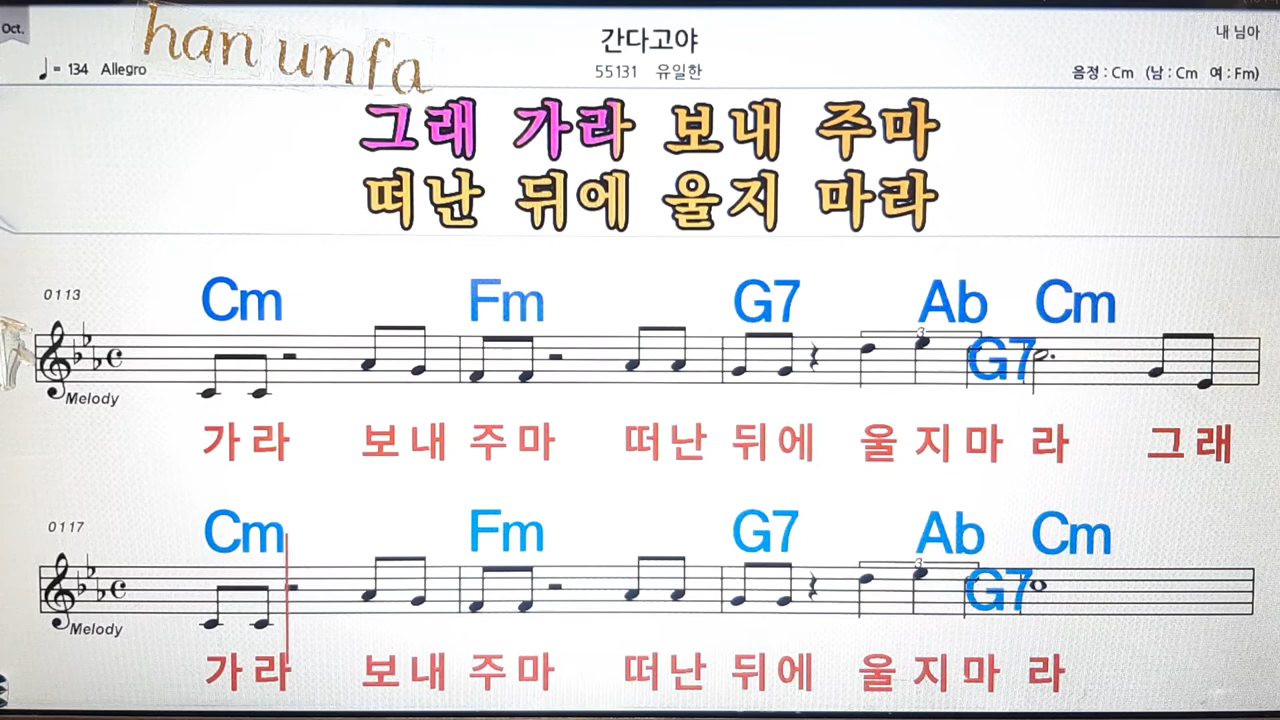 Oct.
han unfa
간다고야
내 님아
♩= 134 Allegro
55131 유일한
음정 : Cm (남 : Cm 여 : Fm)
그래 가라 보내 주마
떠난 뒤에 울지 마라
0113
Cm Fm G7 Ab G7 Cm
3
Melody
가라 보내 주마 떠난 뒤에 울 지마 라 그래
0117
Cm Fm G7 Ab G7 Cm
3
Melody
가라 보내 주마 떠난 뒤에 울 지마 라